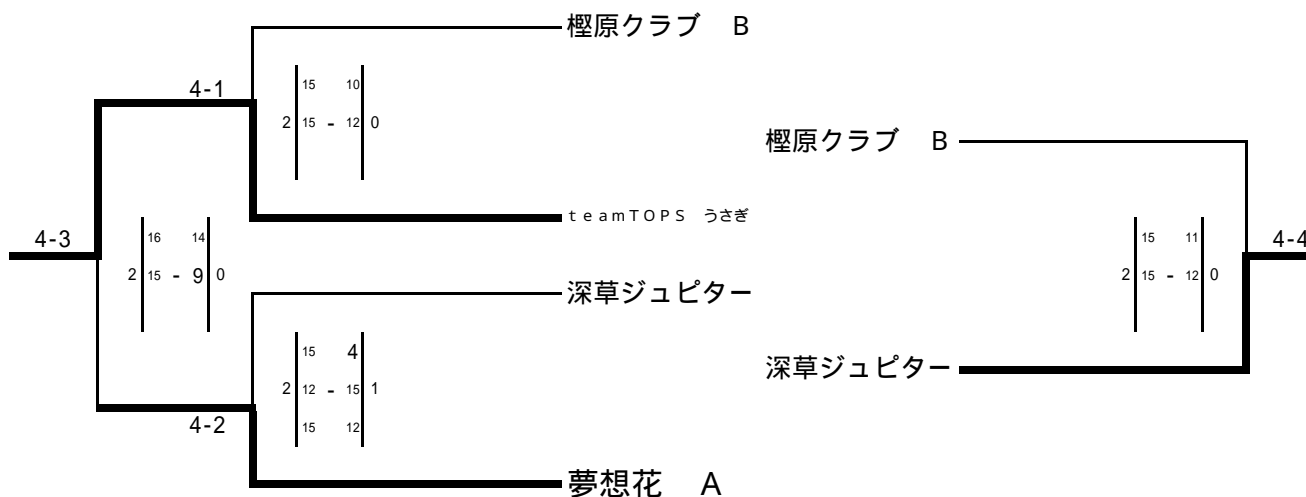 樫原クラブ　B
4-1
15 10
2 15 - 12 0
樫原クラブ　B
teamTOPS　うさぎ
4-3
16 14
2 15 - 9 0
15 11
4-4
2 15 - 12 0
深草ジュピター
15 4
深草ジュピター
2 12 - 15 1
4-2
15 12
夢想花　A